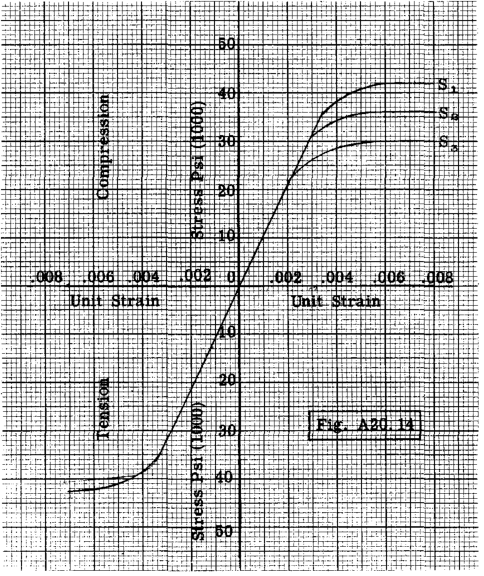 50
40
30
20
10
Compression
Stress Psi (1000)
S₁
S₂
S₃
.008 .006 .004 .002 0 .002 .004 .006 .008
Unit Strain
Unit Strain
10
20
30
40
50
Tension
Stress Psi (1000)
Fig. A20.14